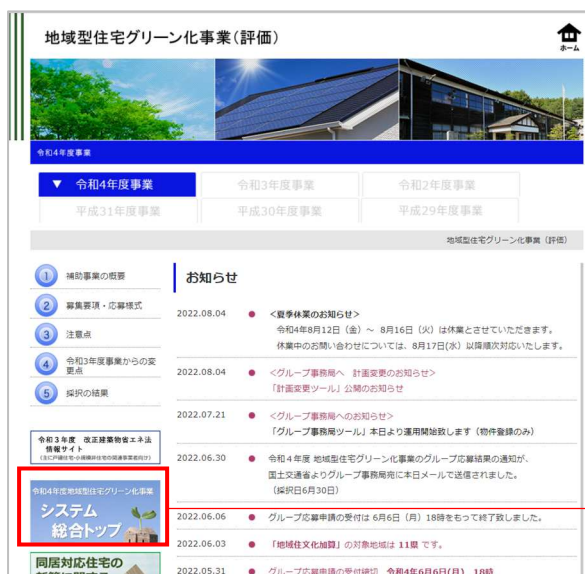 地域型住宅グリーン化事業(評価)
ホーム
令和4年度事業
▼ 令和4年度事業
令和3年度事業
令和2年度事業
平成31年度事業
平成30年度事業
平成29年度事業
地域型住宅グリーン化事業(評価)
1 補助事業の概要
2 募集要項・応募様式
3 注意点
4 令和3年度事業からの変
更点
5 採択の結果
令和3年度 改正建築物省エネ法
情報サイト
令和4年度地域型住宅グリーン化事業
システム
総合トップ
同居対応住宅の
お知らせ
2022.08.04 ● <夏季休業のお知らせ>
令和4年8月12日(金)~ 8月16日(火)は休業とさせていただきます。
休業中のお問い合わせについては、8月17日(水)以降順次対応いたします。
2022.08.04 ● <グループ事務局へ 計画変更のお知らせ>
「計画変更ツール」公開のお知らせ
2022.07.21 ● <グループ事務局へのお知らせ>
「グループ事務局ツール」本日より運用開始致します(物件登録のみ)
2022.06.30 ● 令和4年度 地域型住宅グリーン化事業のグループ応募結果の通知が、
国土交通省よりグループ事務局宛に本日メールで送信されました。
(採択日6月30日)
2022.06.06 ● グループ応募申請の受付は 6月6日(月)18時をもって終了致しました。
2022.06.03 ● 「地域住文化加算」の対象地域は 11県 です。
2022.05.31 ● グループ応募申請の受付締切 令和4年6月6日(月) 18時